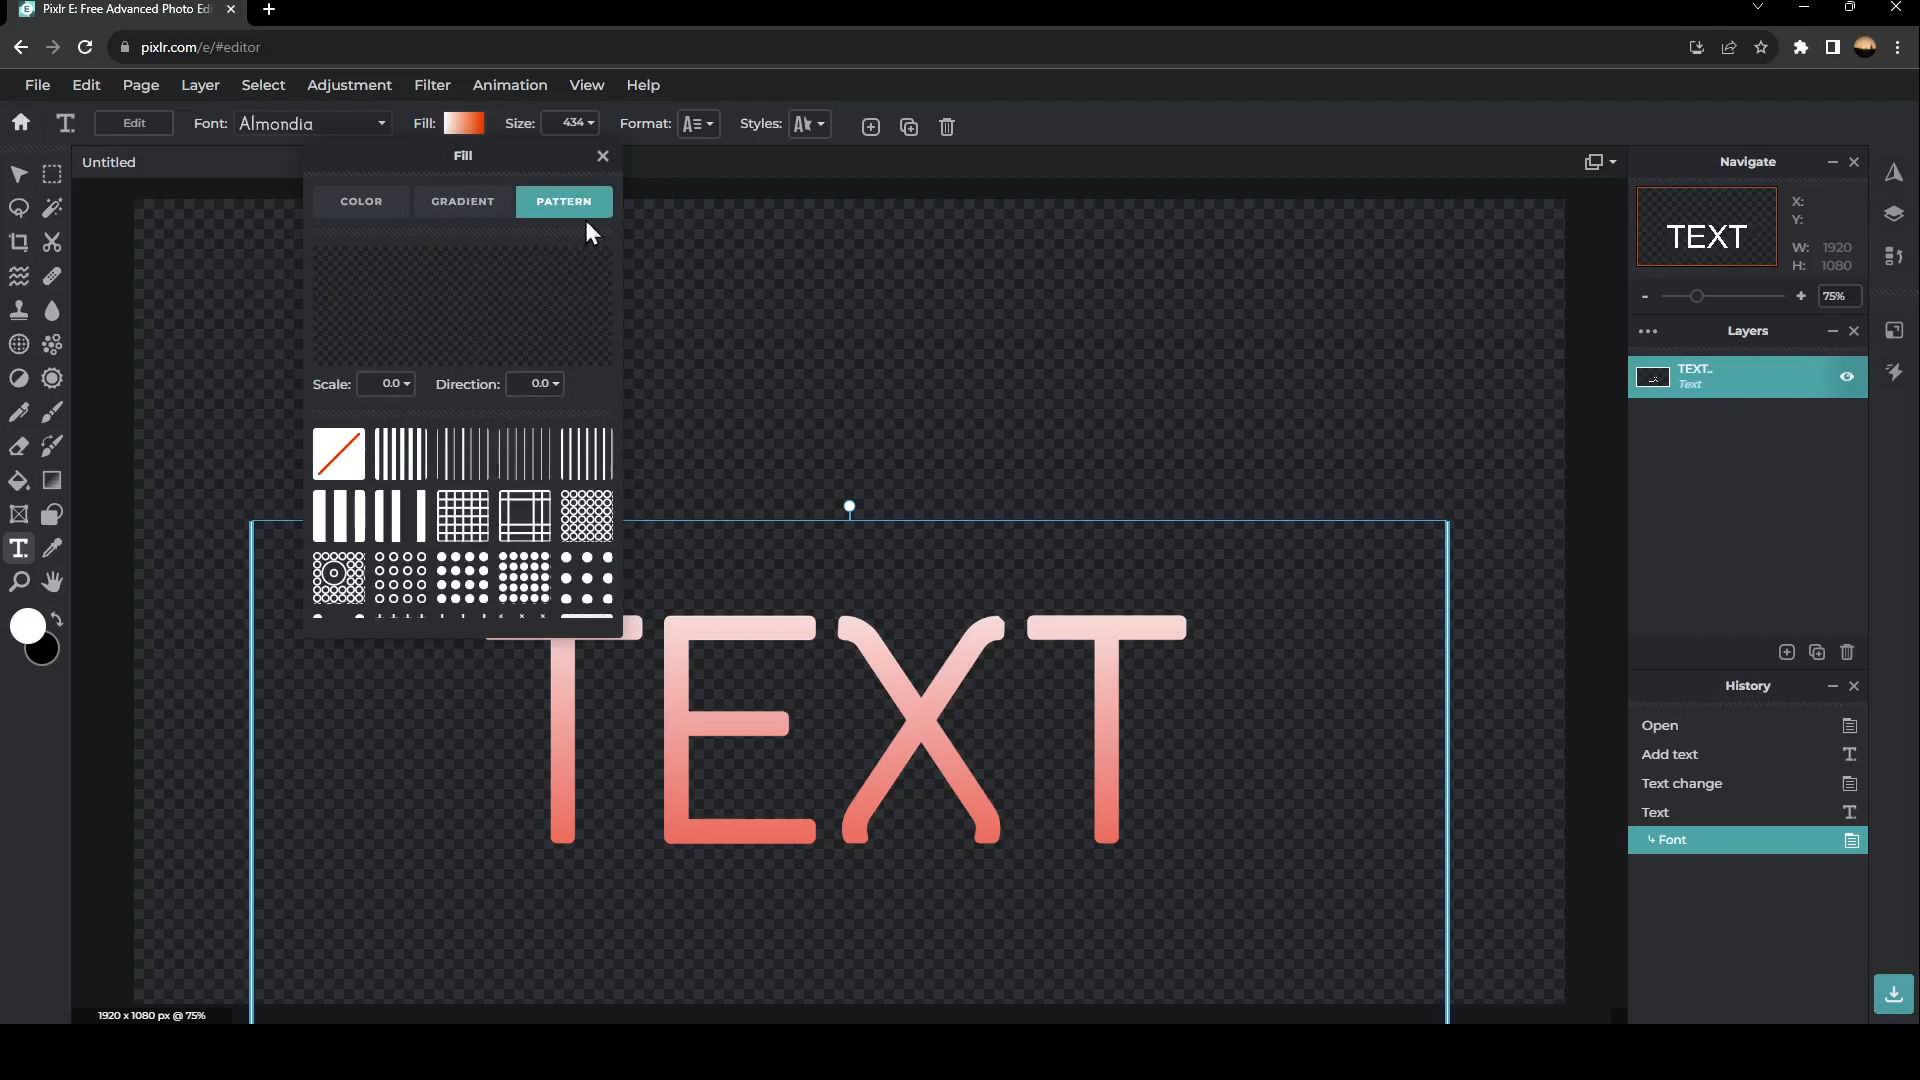 Pixlr E: Free Advanced Photo Edi
pixlr.com/e/#editor
File Edit Page Layer Select Adjustment Filter Animation View Help
Edit Font: Almondia Fill: Size: 434 Format: Styles:
Untitled
Fill
COLOR GRADIENT PATTERN
Scale: 0.0 Direction: 0.0
TEXT
1920 x 1080 px @ 75%
Navigate
TEXT
X:
Y:
W: 1920
H: 1080
- + 75%
Layers
TEXT..
Text
History
Open
Add text
Text change
Text
Font